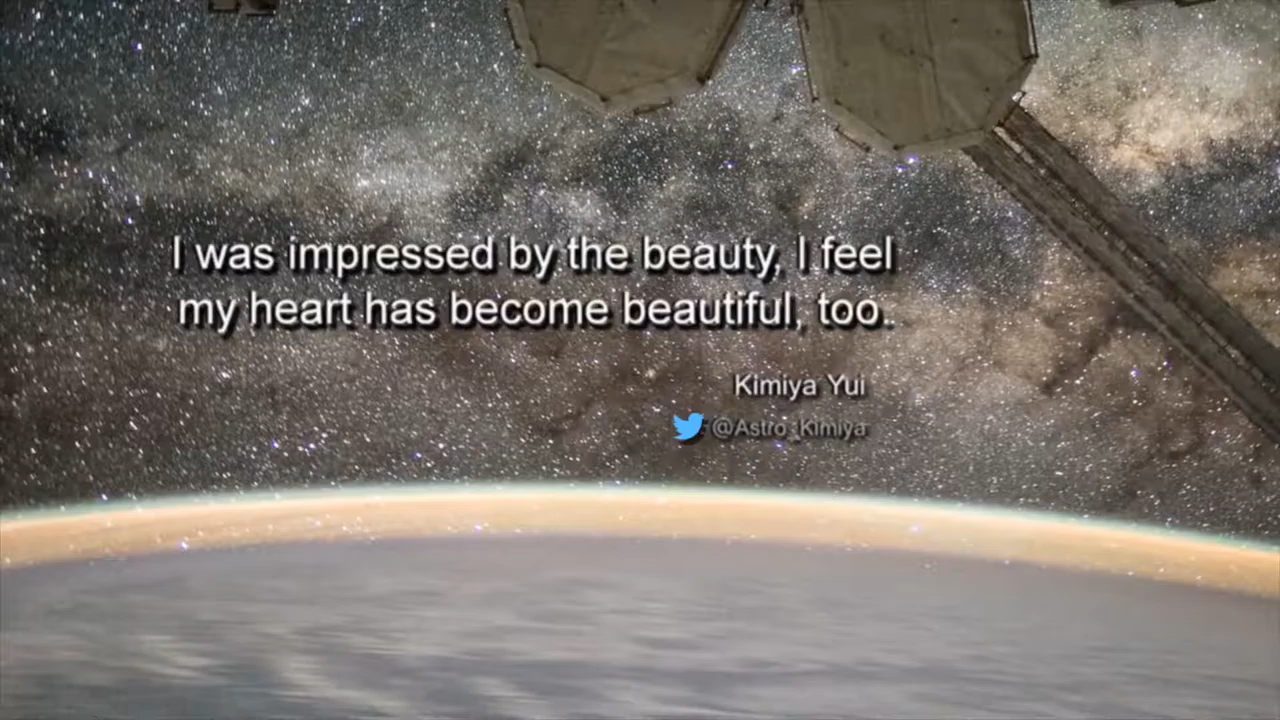 I was impressed by the beauty, I feel
my heart has become beautiful, too.
Kimiya Yui
@Astro_Kimiya